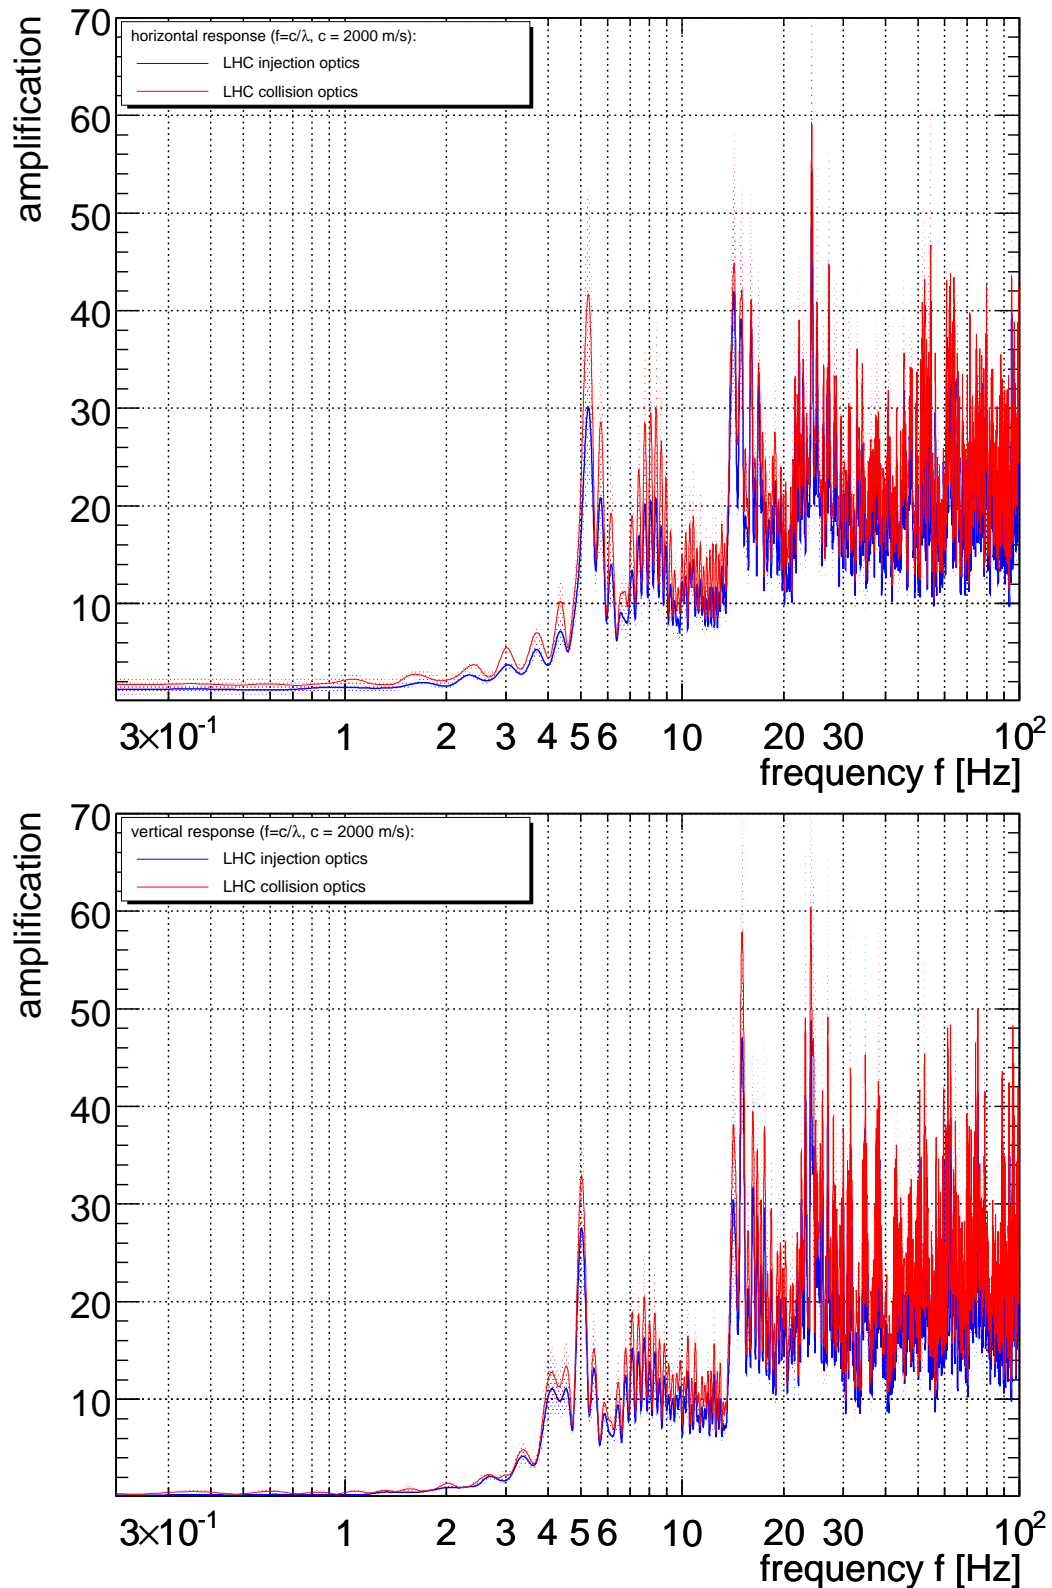 70
horizontal response (f=c/λ, c = 2000 m/s):
LHC injection optics
LHC collision optics
amplification
60
50
40
30
20
10
3×10⁻¹ 1 2 3 4 5 6 10 20 30 10²
frequency f [Hz]
70
vertical response (f=c/λ, c = 2000 m/s):
LHC injection optics
LHC collision optics
amplification
60
50
40
30
20
10
3×10⁻¹ 1 2 3 4 5 6 10 20 30 10²
frequency f [Hz]